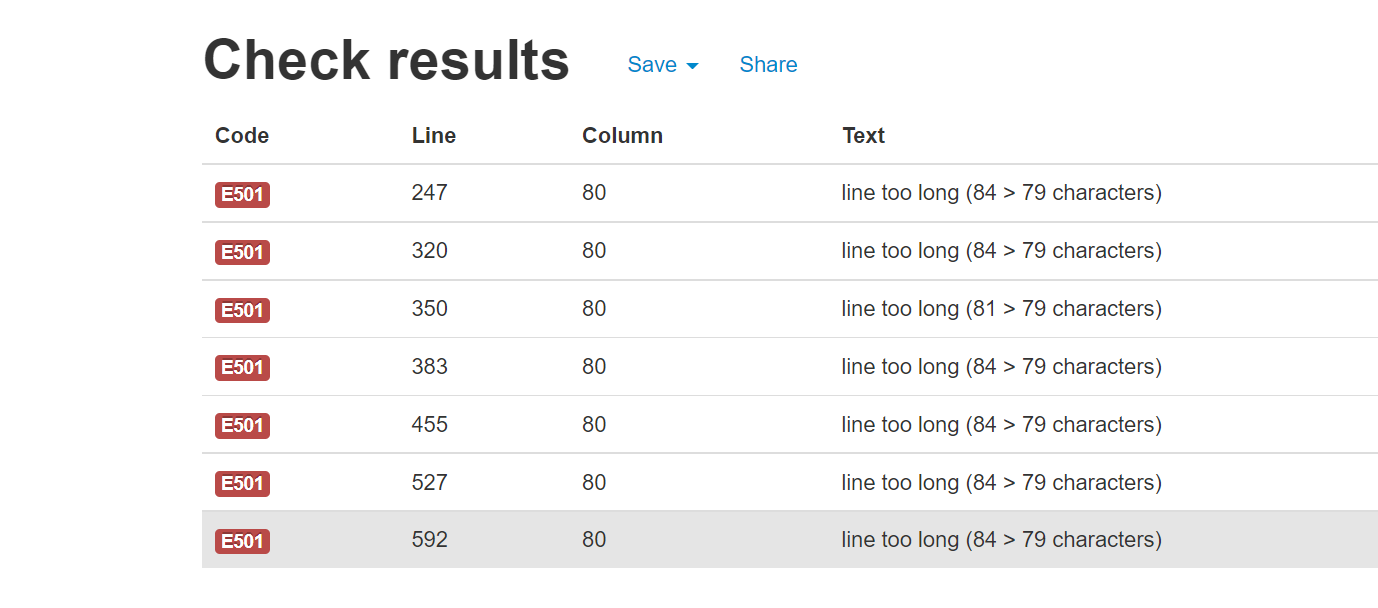 Check results Save Share
Code Line Column Text
E501 247 80 line too long (84 > 79 characters)
E501 320 80 line too long (84 > 79 characters)
E501 350 80 line too long (81 > 79 characters)
E501 383 80 line too long (84 > 79 characters)
E501 455 80 line too long (84 > 79 characters)
E501 527 80 line too long (84 > 79 characters)
E501 592 80 line too long (84 > 79 characters)